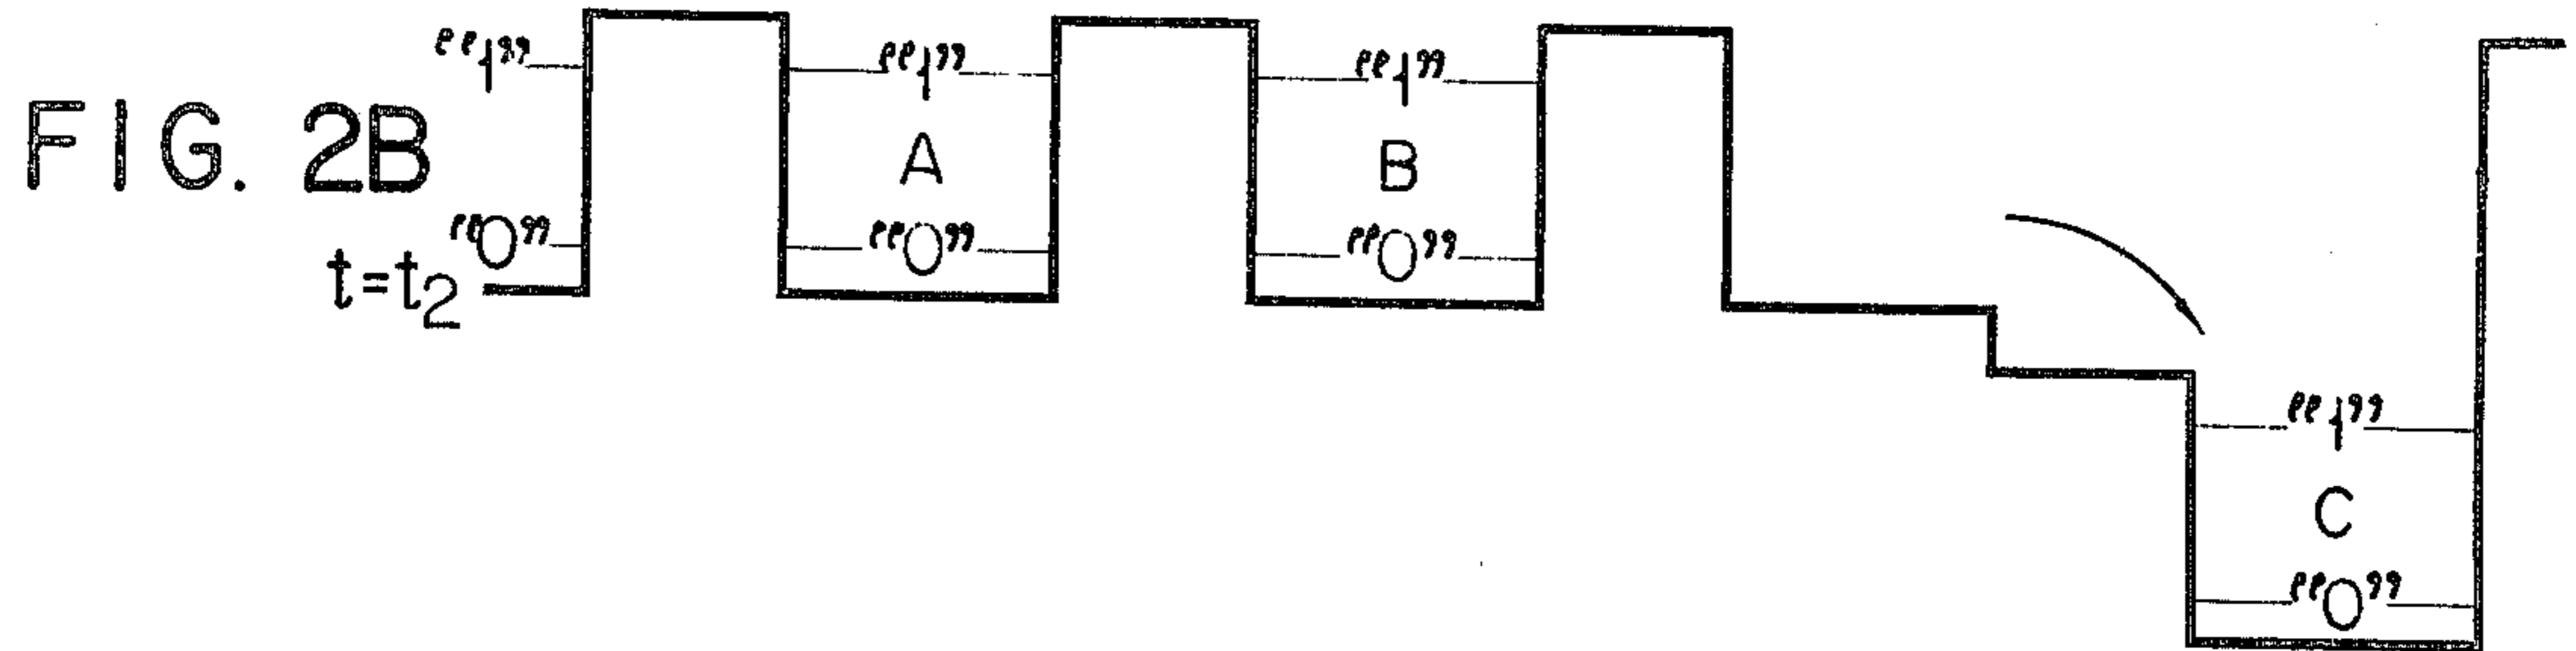 “1” “1” “1”
FIG. 2B A B
“0” “0” “0”
t=t2
“1”
C
“0”